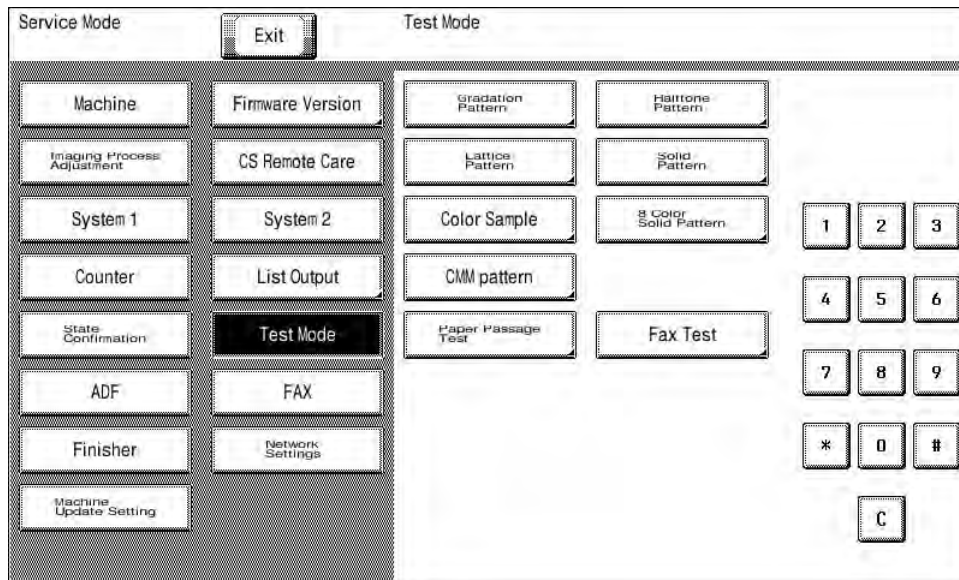 Service Mode
Exit
Test Mode
Machine
Firmware Version
Imaging Process
Adjustment
CS Remote Care
System 1
System 2
Counter
List Output
State
Confirmation
Test Mode
ADF
FAX
Finisher
Network
Settings
Machine
Update Setting
Gradation
Pattern
Halftone
Pattern
Lattice
Pattern
Solid
Pattern
Color Sample
8 Color
Solid Pattern
CMM pattern
Paper Passage
Test
Fax Test
1
2
3
4
5
6
7
8
9
*
0
#
C